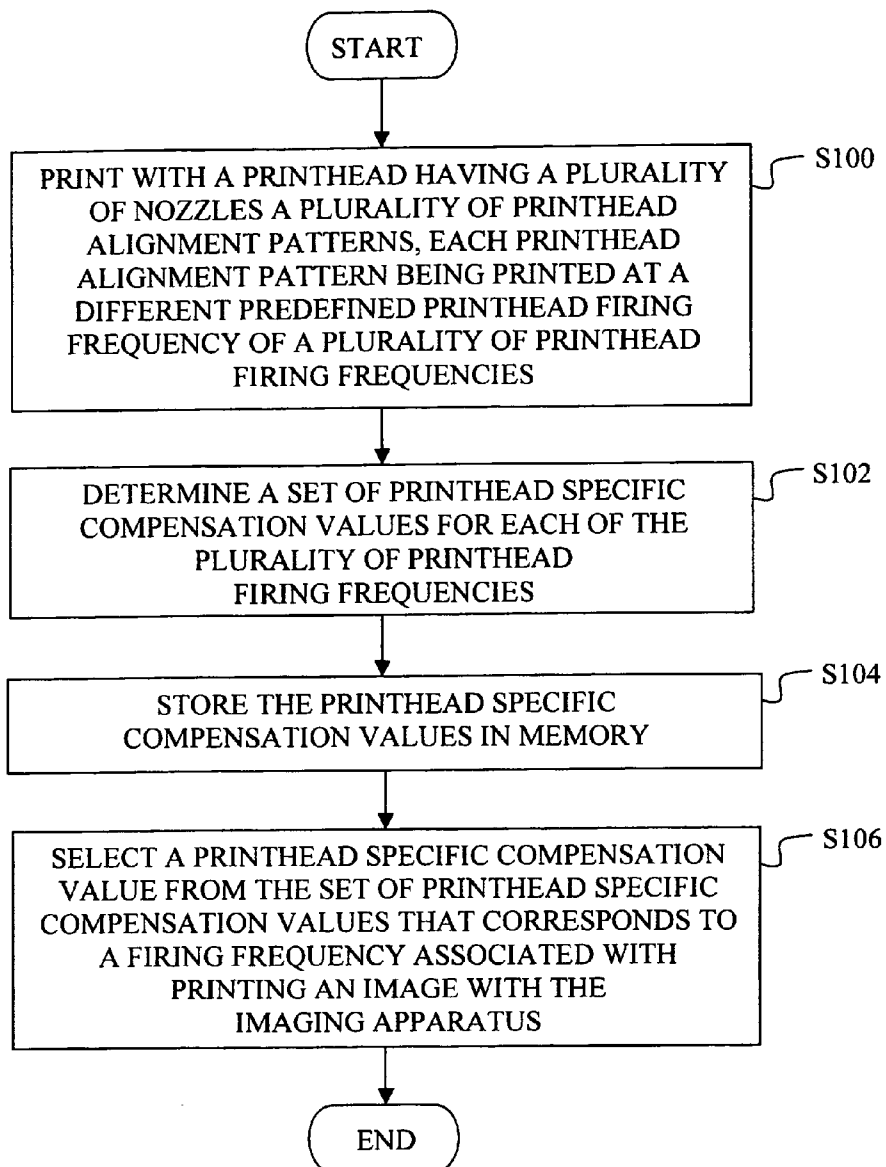 START
PRINT WITH A PRINTHEAD HAVING A PLURALITY
OF NOZZLES A PLURALITY OF PRINTHEAD
ALIGNMENT PATTERNS, EACH PRINTHEAD
ALIGNMENT PATTERN BEING PRINTED AT A
DIFFERENT PREDEFINED PRINTHEAD FIRING
FREQUENCY OF A PLURALITY OF PRINTHEAD
FIRING FREQUENCIES
S100
DETERMINE A SET OF PRINTHEAD SPECIFIC
COMPENSATION VALUES FOR EACH OF THE
PLURALITY OF PRINTHEAD
FIRING FREQUENCIES
S102
STORE THE PRINTHEAD SPECIFIC
COMPENSATION VALUES IN MEMORY
S104
SELECT A PRINTHEAD SPECIFIC COMPENSATION
VALUE FROM THE SET OF PRINTHEAD SPECIFIC
COMPENSATION VALUES THAT CORRESPONDS TO
A FIRING FREQUENCY ASSOCIATED WITH
PRINTING AN IMAGE WITH THE
IMAGING APPARATUS
S106
END